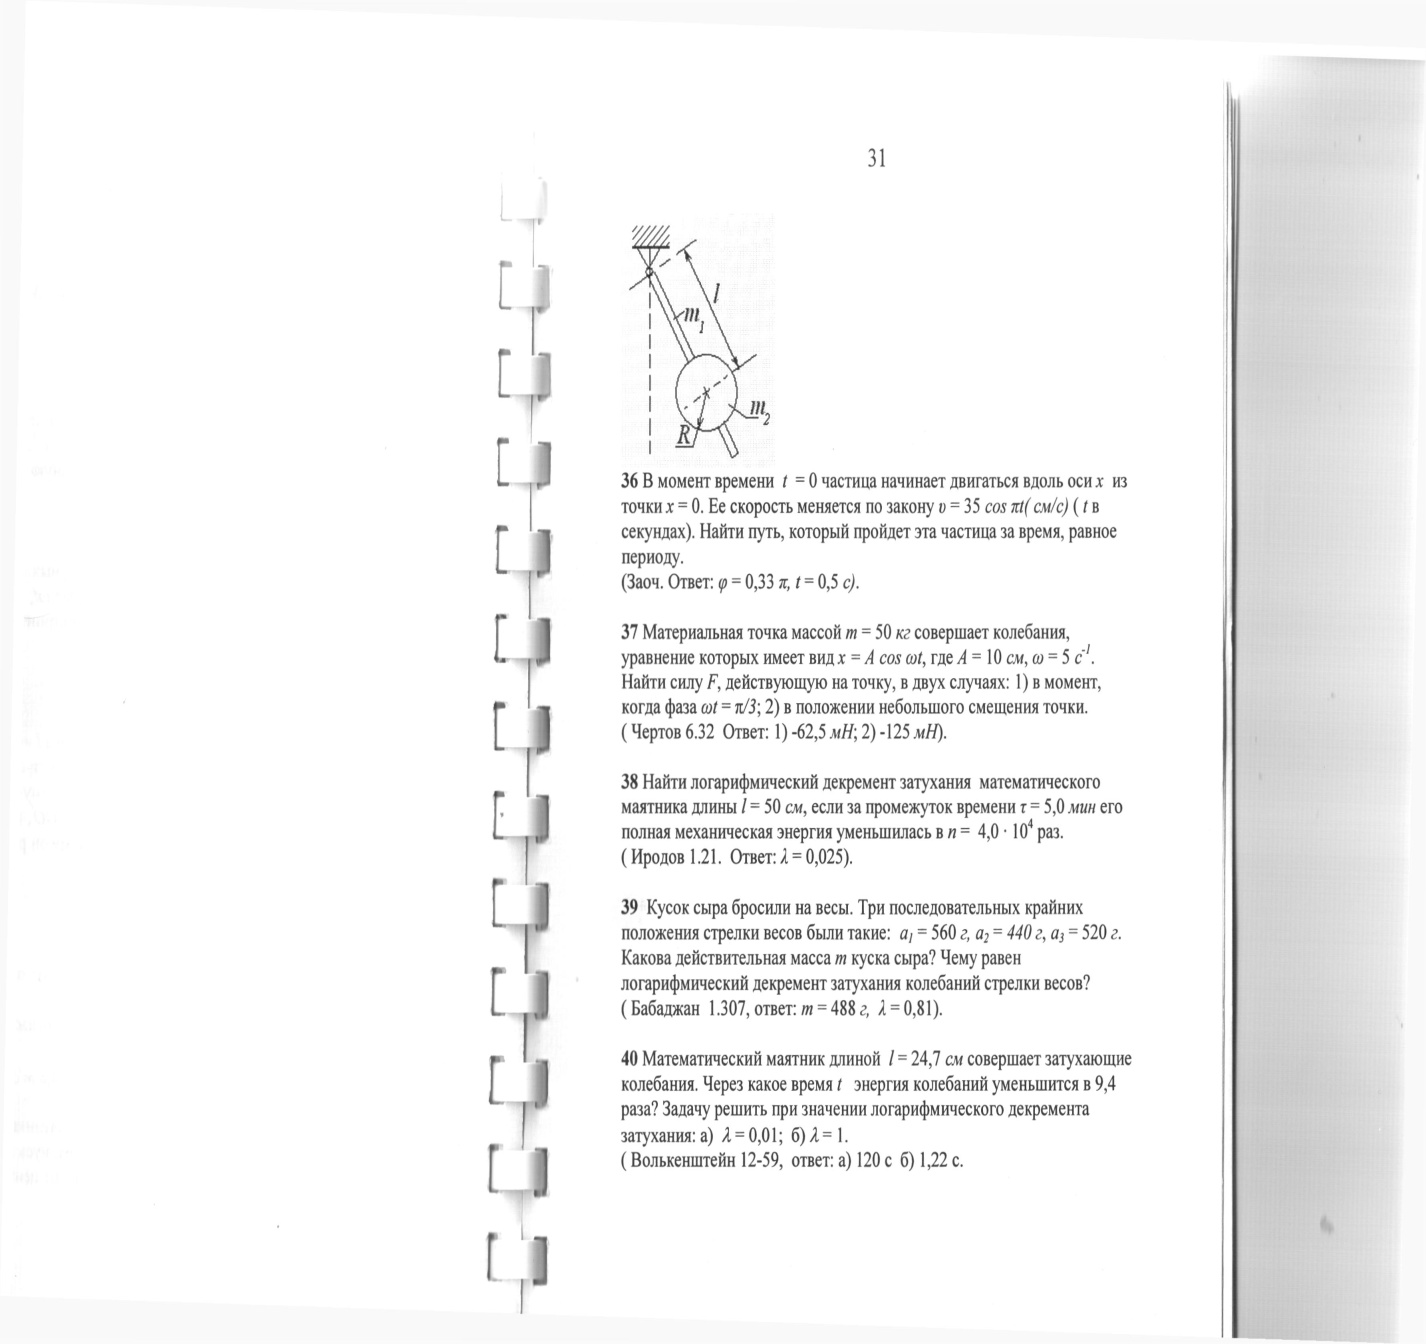 31
l
m₁
m₂
R
36 В момент времени t = 0 частица начинает двигаться вдоль оси x из
точки x = 0. Ее скорость меняется по закону υ = 35 cos πt( см/с) ( t в
секундах). Найти путь, который пройдет эта частица за время, равное
периоду.
(Заоч. Ответ: φ = 0,33 π, t = 0,5 с).
37 Материальная точка массой m = 50 кг совершает колебания,
уравнение которых имеет вид x = A cos ωt, где A = 10 см, ω = 5 с⁻¹.
Найти силу F, действующую на точку, в двух случаях: 1) в момент,
когда фаза ωt = π/3; 2) в положении небольшого смещения точки.
( Чертов 6.32 Ответ: 1) -62,5 мН; 2) -125 мН).
38 Найти логарифмический декремент затухания математического
маятника длины l = 50 см, если за промежуток времени τ = 5,0 мин его
полная механическая энергия уменьшилась в n = 4,0 · 10⁴ раз.
( Иродов 1.21. Ответ: λ = 0,025).
39 Кусок сыра бросили на весы. Три последовательных крайних
положения стрелки весов были такие: a₁ = 560 г, a₂ = 440 г, a₃ = 520 г.
Какова действительная масса m куска сыра? Чему равен
логарифмический декремент затухания колебаний стрелки весов?
( Бабаджан 1.307, ответ: m = 488 г, λ = 0,81).
40 Математический маятник длиной l = 24,7 см совершает затухающие
колебания. Через какое время t энергия колебаний уменьшится в 9,4
раза? Задачу решить при значении логарифмического декремента
затухания: а) λ = 0,01; б) λ = 1.
( Волькенштейн 12-59, ответ: а) 120 с б) 1,22 с.